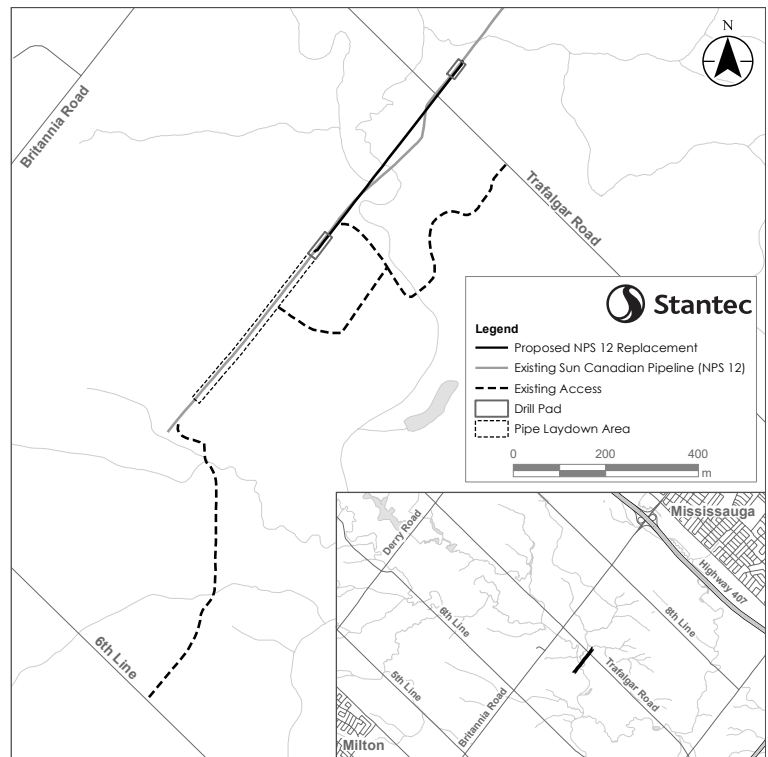 N
Britannia Road
Trafalgar Road
Stantec
Legend
Proposed NPS 12 Replacement
Existing Sun Canadian Pipeline (NPS 12)
Existing Access
Drill Pad
Pipe Laydown Area
0 200 400
m
6th Line
Mississauga
Derry Road
Highway 407
6th Line
8th Line
5th Line
Trafalgar Road
Britannia Road
Milton